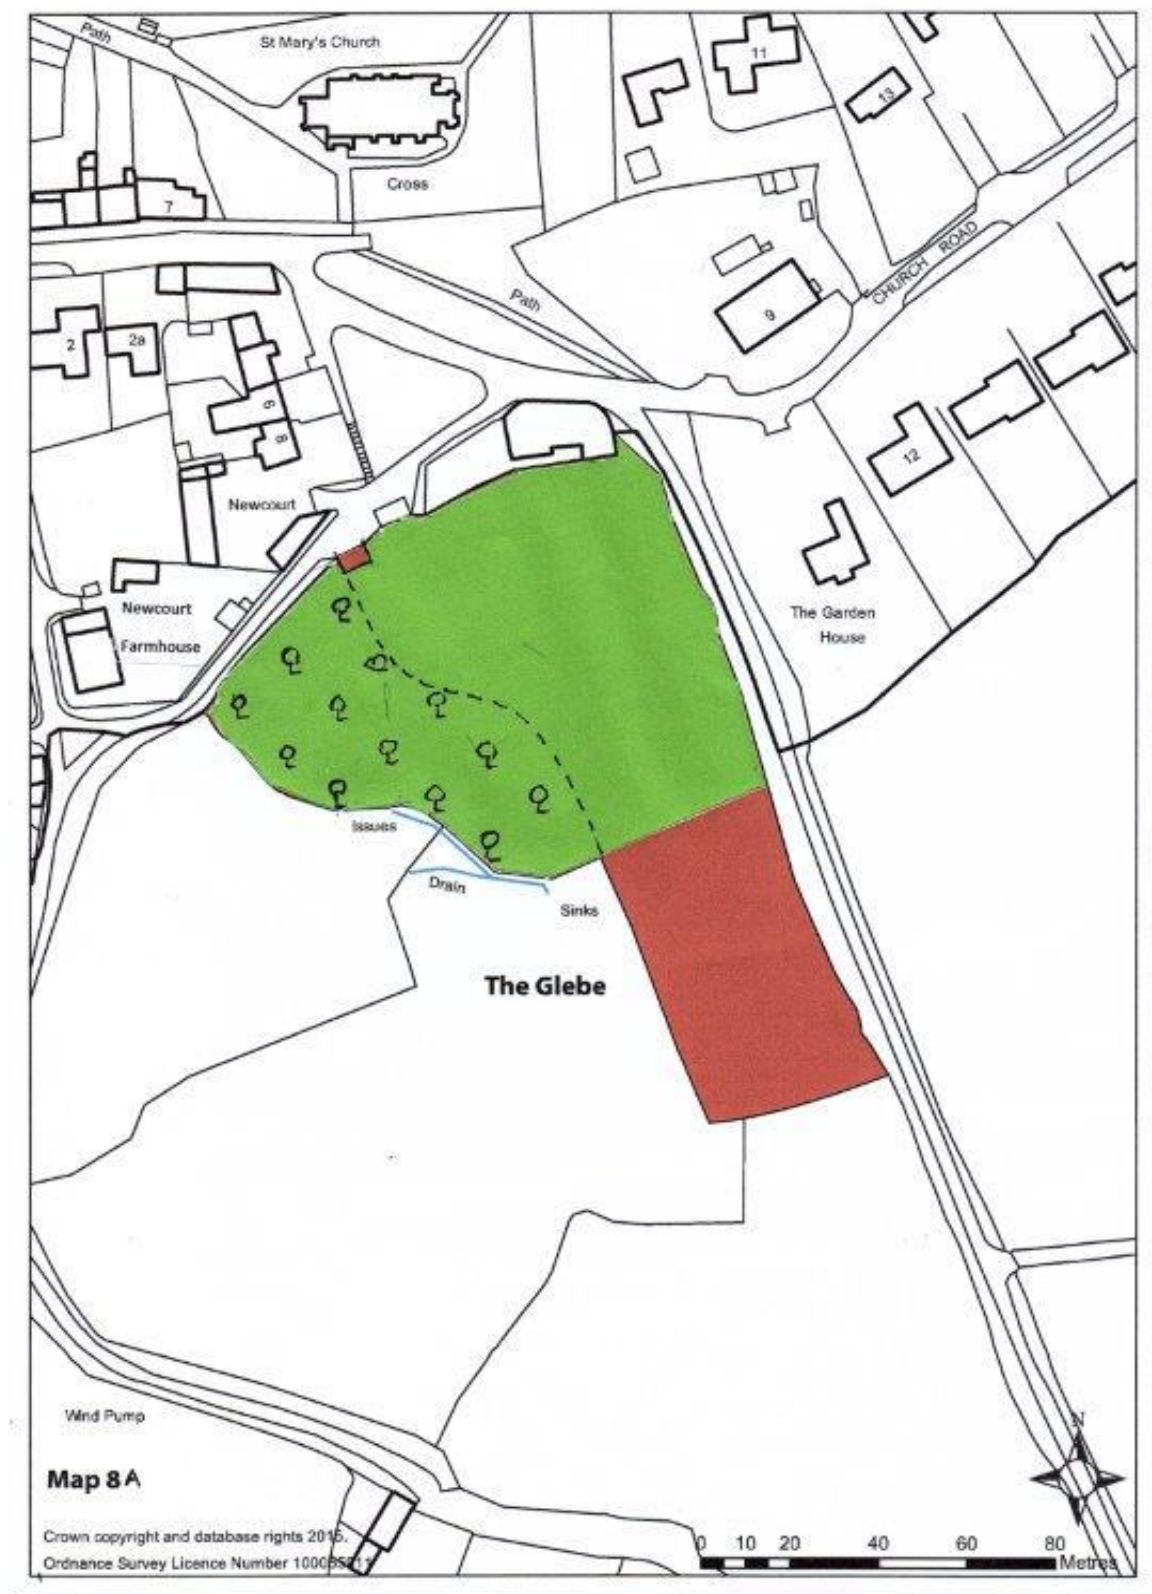 Path
St Mary's Church
11
13
Cross
7
CHURCH ROAD
Path
9
2
2a
6
8
12
Newcourt
The Garden
House
Newcourt
Farmhouse
Issues
Drain
Sinks
The Glebe
Wind Pump
N
Map 8A
Crown copyright and database rights 2015.
Ordnance Survey Licence Number
0 10 20 40 60 80
Metres